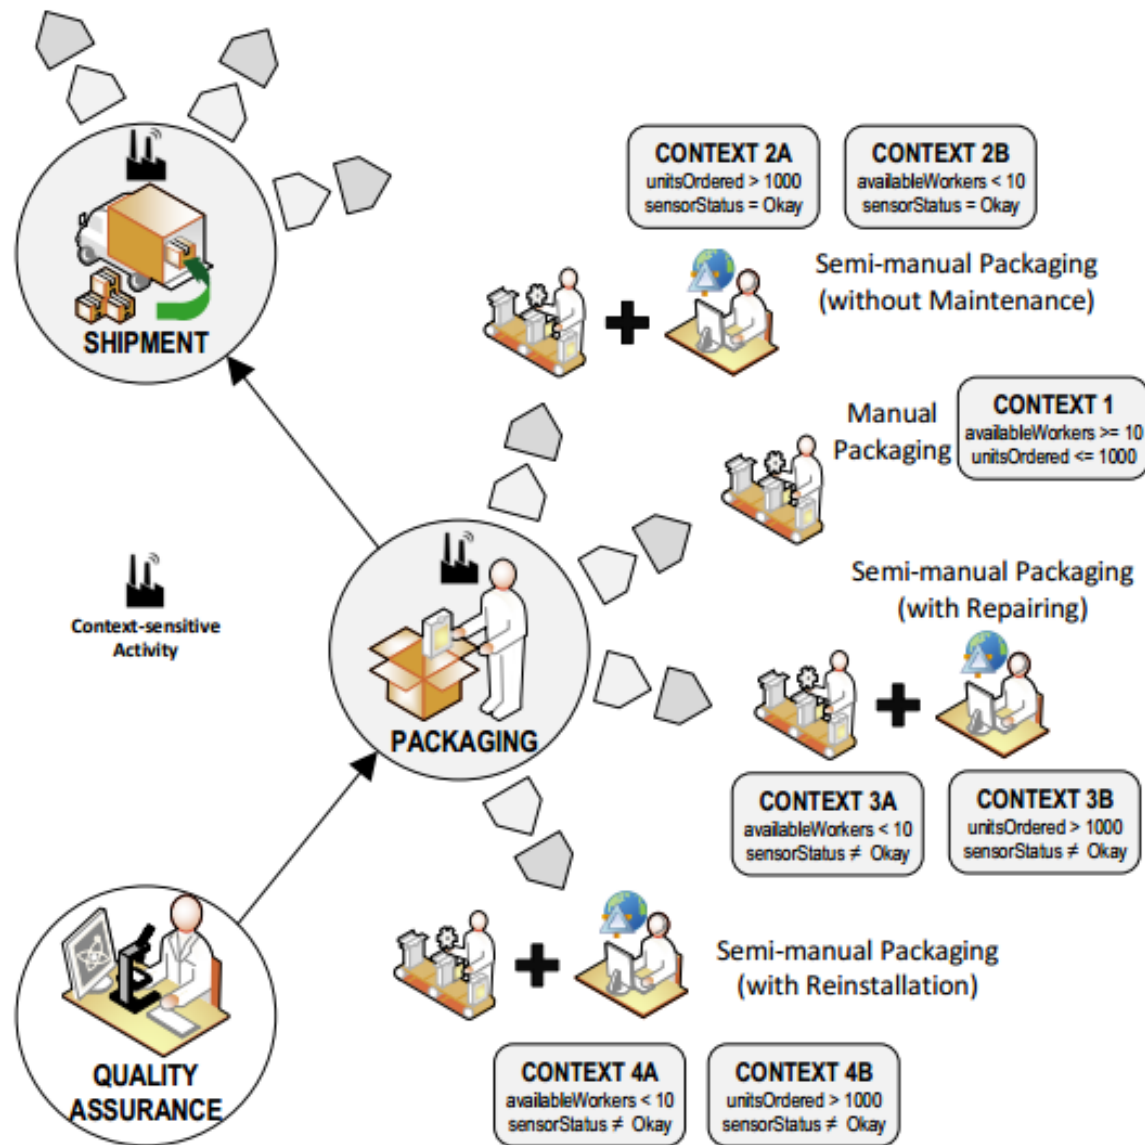 CONTEXT 2A
unitsOrdered > 1000
sensorStatus = Okay
CONTEXT 2B
availableWorkers < 10
sensorStatus = Okay
Semi-manual Packaging
(without Maintenance)
SHIPMENT
Manual
Packaging
CONTEXT 1
availableWorkers >= 10
unitsOrdered <= 1000
Context-sensitive
Activity
Semi-manual Packaging
(with Repairing)
PACKAGING
CONTEXT 3A
availableWorkers < 10
sensorStatus ≠ Okay
CONTEXT 3B
unitsOrdered > 1000
sensorStatus ≠ Okay
Semi-manual Packaging
(with Reinstallation)
QUALITY
ASSURANCE
CONTEXT 4A
availableWorkers < 10
sensorStatus ≠ Okay
CONTEXT 4B
unitsOrdered > 1000
sensorStatus ≠ Okay